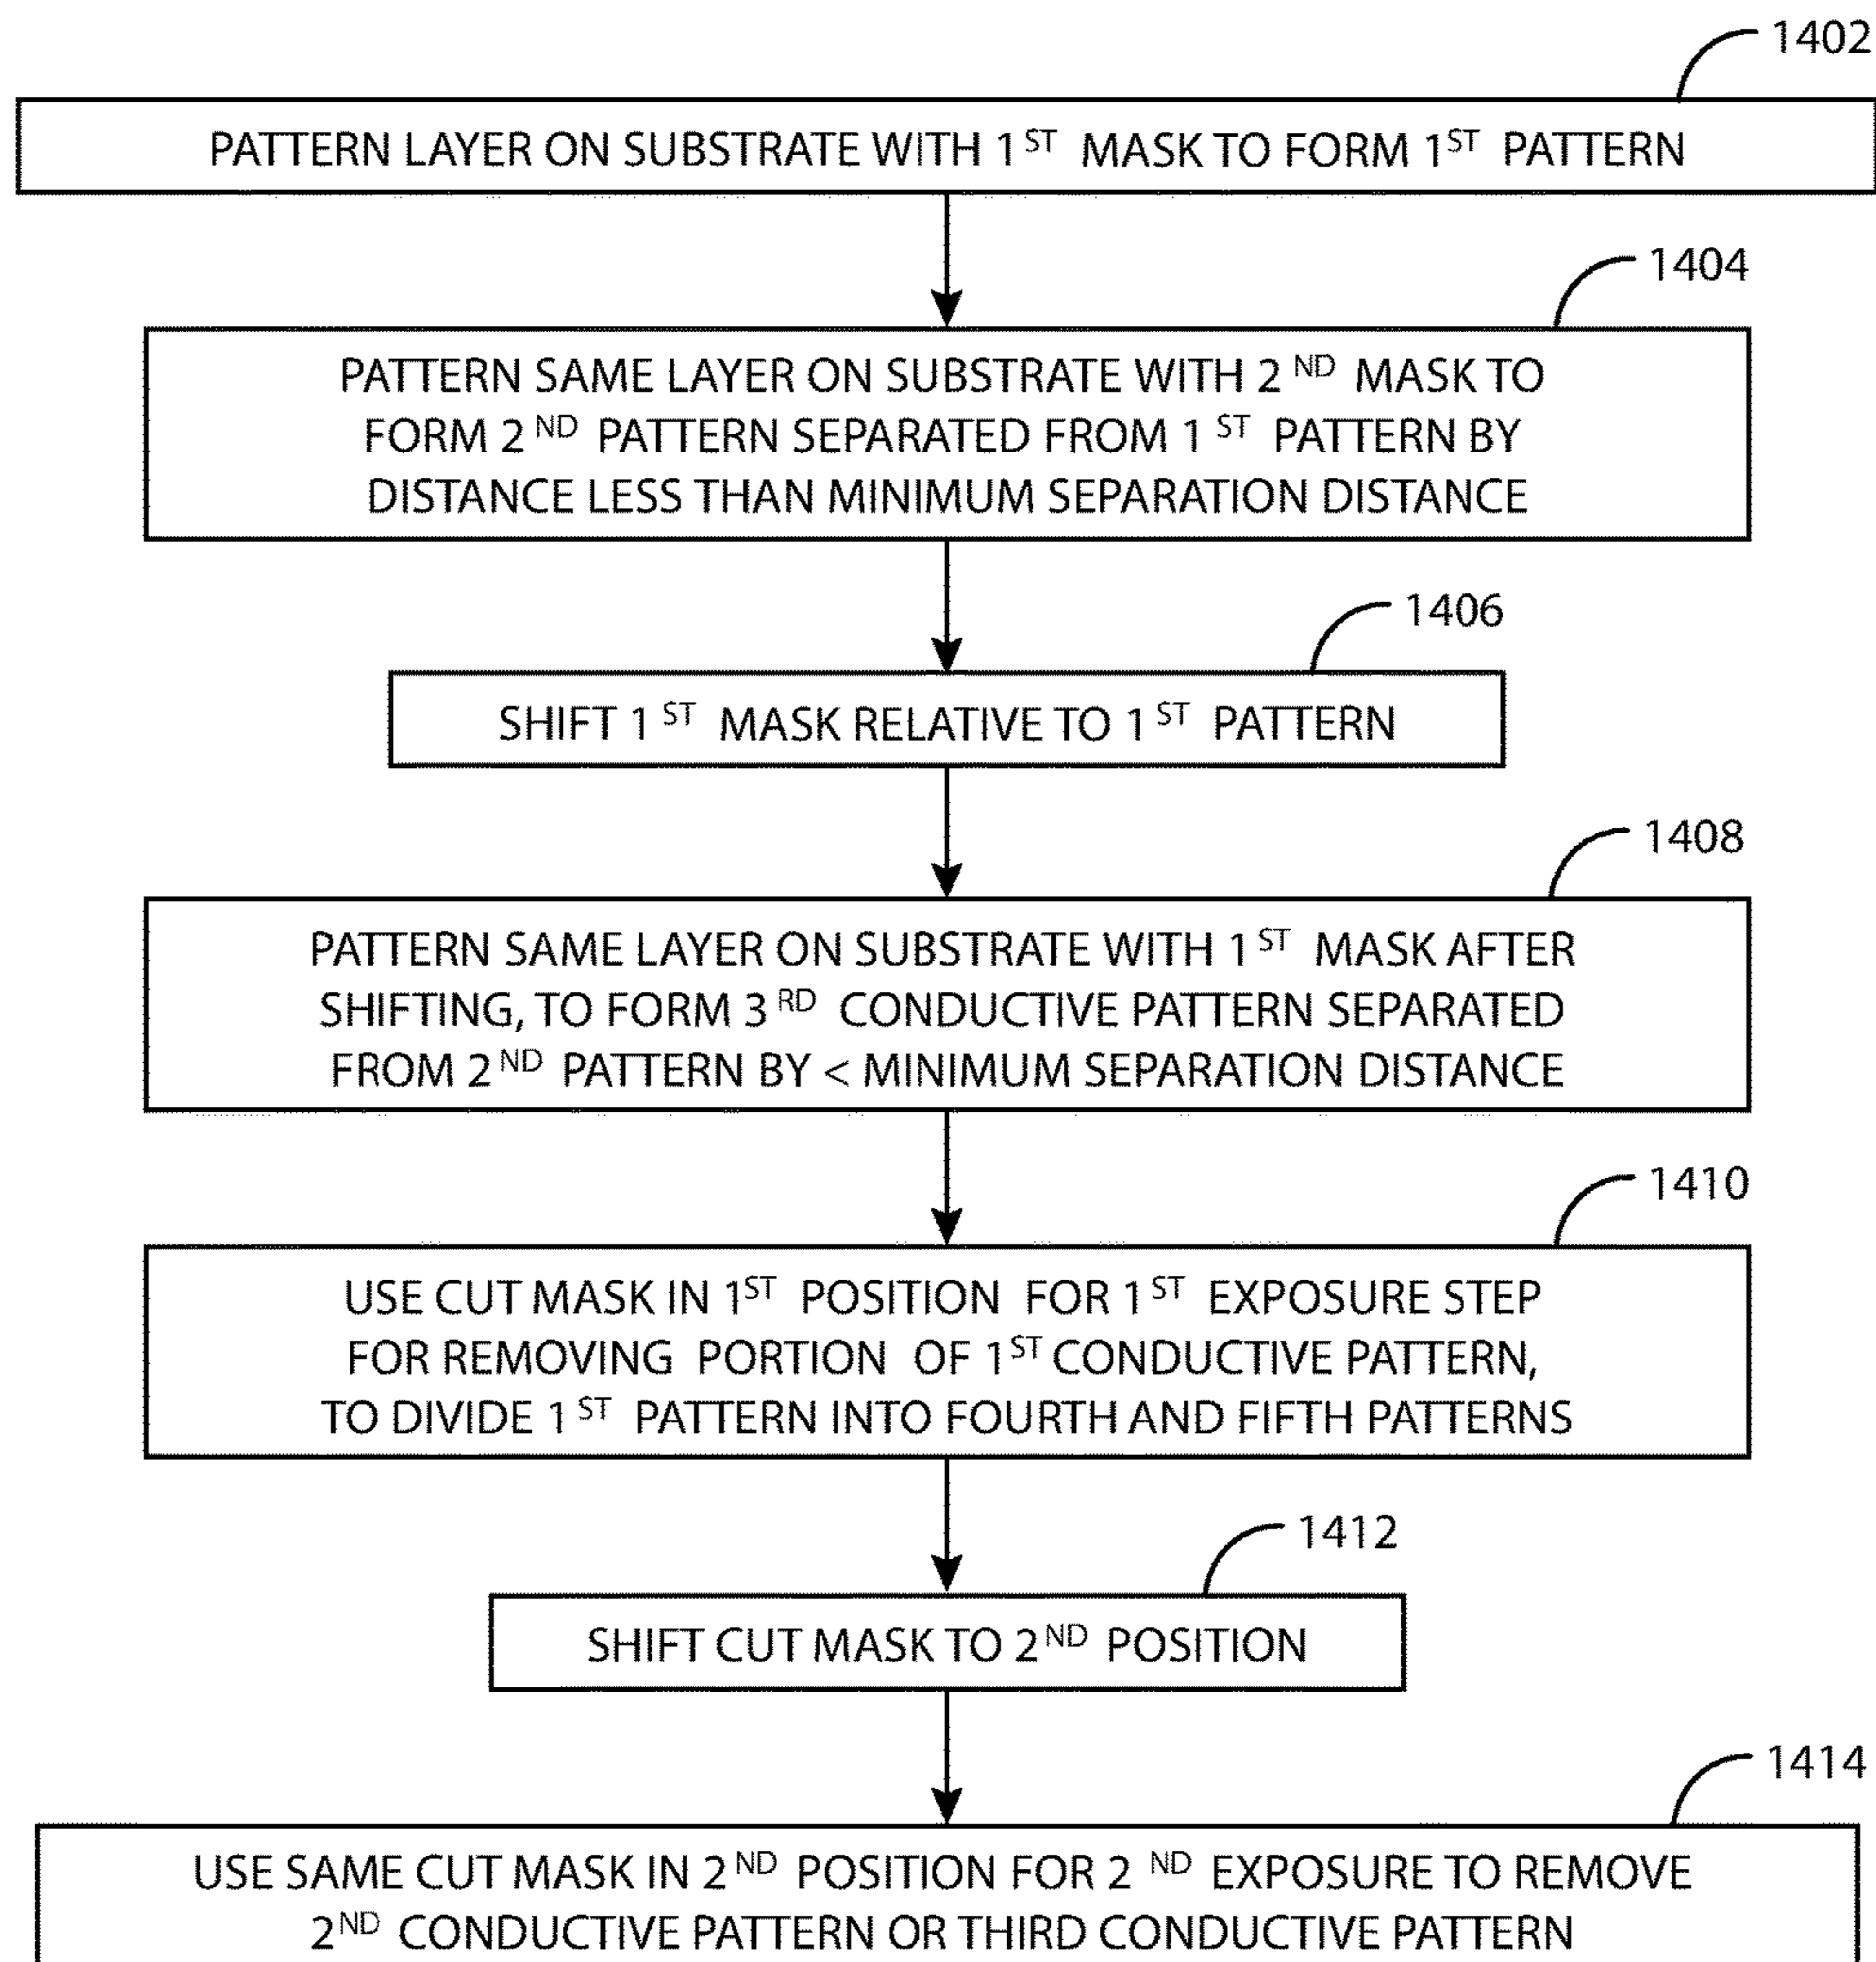 1402
PATTERN LAYER ON SUBSTRATE WITH 1ST MASK TO FORM 1ST PATTERN
1404
PATTERN SAME LAYER ON SUBSTRATE WITH 2ND MASK TO
FORM 2ND PATTERN SEPARATED FROM 1ST PATTERN BY
DISTANCE LESS THAN MINIMUM SEPARATION DISTANCE
1406
SHIFT 1ST MASK RELATIVE TO 1ST PATTERN
1408
PATTERN SAME LAYER ON SUBSTRATE WITH 1ST MASK AFTER
SHIFTING, TO FORM 3RD CONDUCTIVE PATTERN SEPARATED
FROM 2ND PATTERN BY < MINIMUM SEPARATION DISTANCE
1410
USE CUT MASK IN 1ST POSITION FOR 1ST EXPOSURE STEP
FOR REMOVING PORTION OF 1ST CONDUCTIVE PATTERN,
TO DIVIDE 1ST PATTERN INTO FOURTH AND FIFTH PATTERNS
1412
SHIFT CUT MASK TO 2ND POSITION
1414
USE SAME CUT MASK IN 2ND POSITION FOR 2ND EXPOSURE TO REMOVE
2ND CONDUCTIVE PATTERN OR THIRD CONDUCTIVE PATTERN